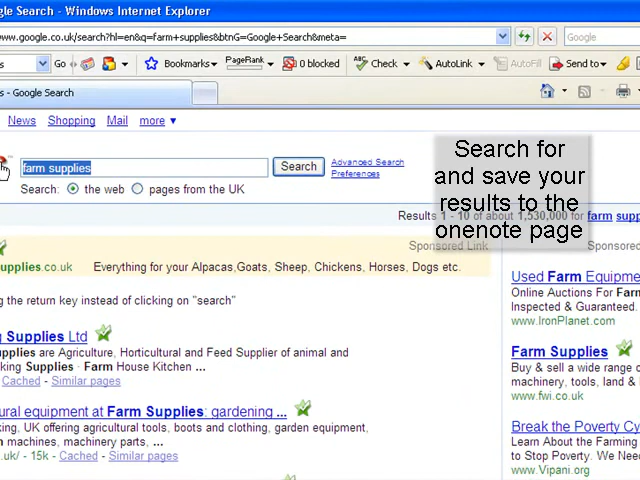 gle Search - Windows Internet Explorer
www.google.co.uk/search?hl=en&q=farm+supplies&btnG=Google+Search&meta=
Google
s
Go
Bookmarks
PageRank
0 blocked
Check
AutoLink
AutoFill
Send to
s - Google Search
News
Shopping
Mail
more
farm supplies
Search
Advanced Search
Preferences
Search: the web pages from the UK
Search for
and save your
results to the
onenote page
Results 1 - 10 of about 1,530,000 for farm supp
Sponsored Link
Sponsored
supplies.co.uk Everything for your Alpacas,Goats, Sheep, Chickens, Horses, Dogs etc.
g the return key instead of clicking on "search"
g Supplies Ltd
upplies are Agriculture, Horticultural and Feed Supplier of animal and
king Supplies · Farm House Kitchen ...
- Cached - Similar pages
ural equipment at Farm Supplies: gardening ...
king. UK offering agricultural tools, boots and clothing, garden equipment,
n machines, machinery parts, ...
.uk/ - 15k - Cached - Similar pages
Used Farm Equipme
Online Auctions For Farm
Inspected & Guaranteed.
www.IronPlanet.com
Farm Supplies
Buy & sell a wide range o
machinery, tools, land &
www.fwi.co.uk
Break the Poverty Cy
Learn About the Farming
to Stop Poverty. We Nee
www.Vipani.org